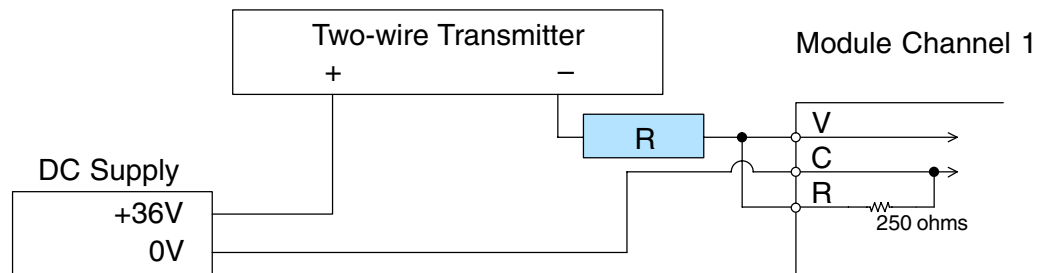 Two-wire Transmitter
+ –
Module Channel 1
R
V
C
R
250 ohms
DC Supply
+36V
0V